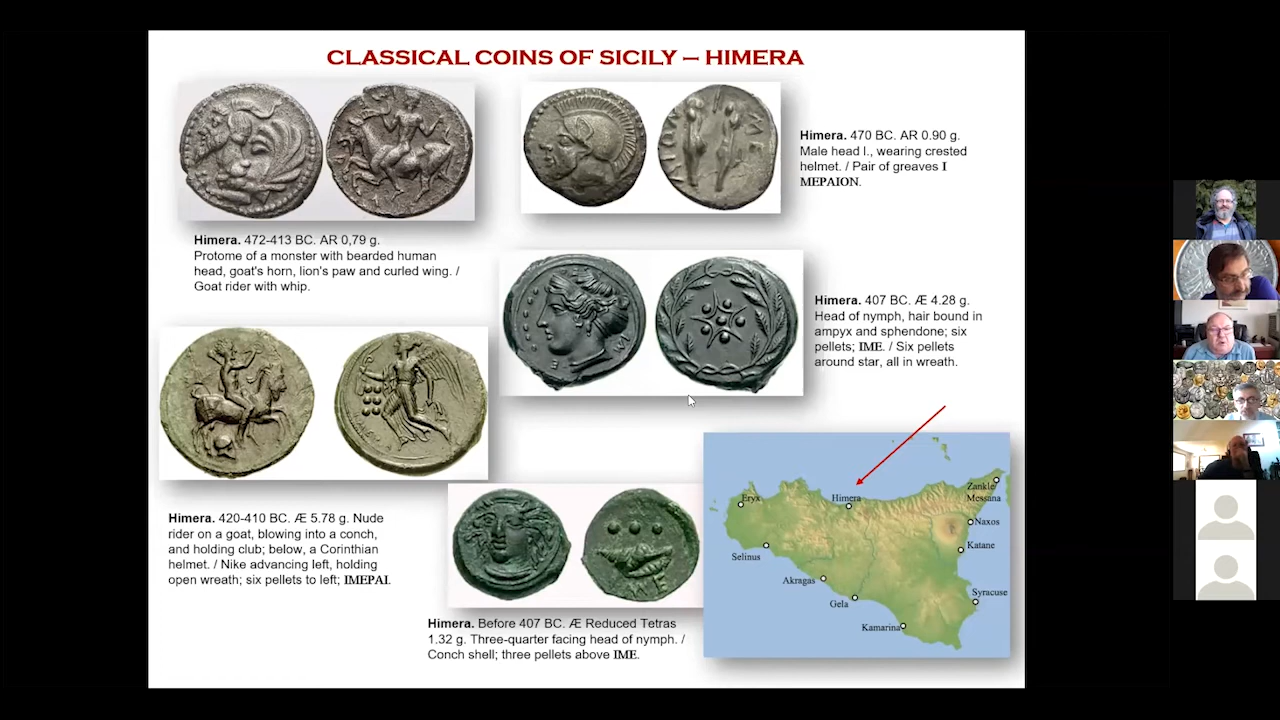 CLASSICAL COINS OF SICILY – HIMERA
Himera. 470 BC. AR 0.90 g.
Male head l., wearing crested
helmet. / Pair of greaves I
MEPAION.
Himera. 472-413 BC. AR 0,79 g.
Protome of a monster with bearded human
head, goat's horn, lion's paw and curled wing. /
Goat rider with whip.
Himera. 407 BC. Æ 4.28 g.
Head of nymph, hair bound in
ampyx and sphendone; six
pellets; IME. / Six pellets
around star, all in wreath.
Himera. 420-410 BC. Æ 5.78 g. Nude
rider on a goat, blowing into a conch,
and holding club; below, a Corinthian
helmet. / Nike advancing left, holding
open wreath; six pellets to left; IMEPAI.
Himera. Before 407 BC. Æ Reduced Tetras
1.32 g. Three-quarter facing head of nymph. /
Conch shell; three pellets above IME.
Eryx
Himera
Zankle
Messana
Naxos
Katane
Selinus
Akragas
Gela
Syracuse
Kamarina